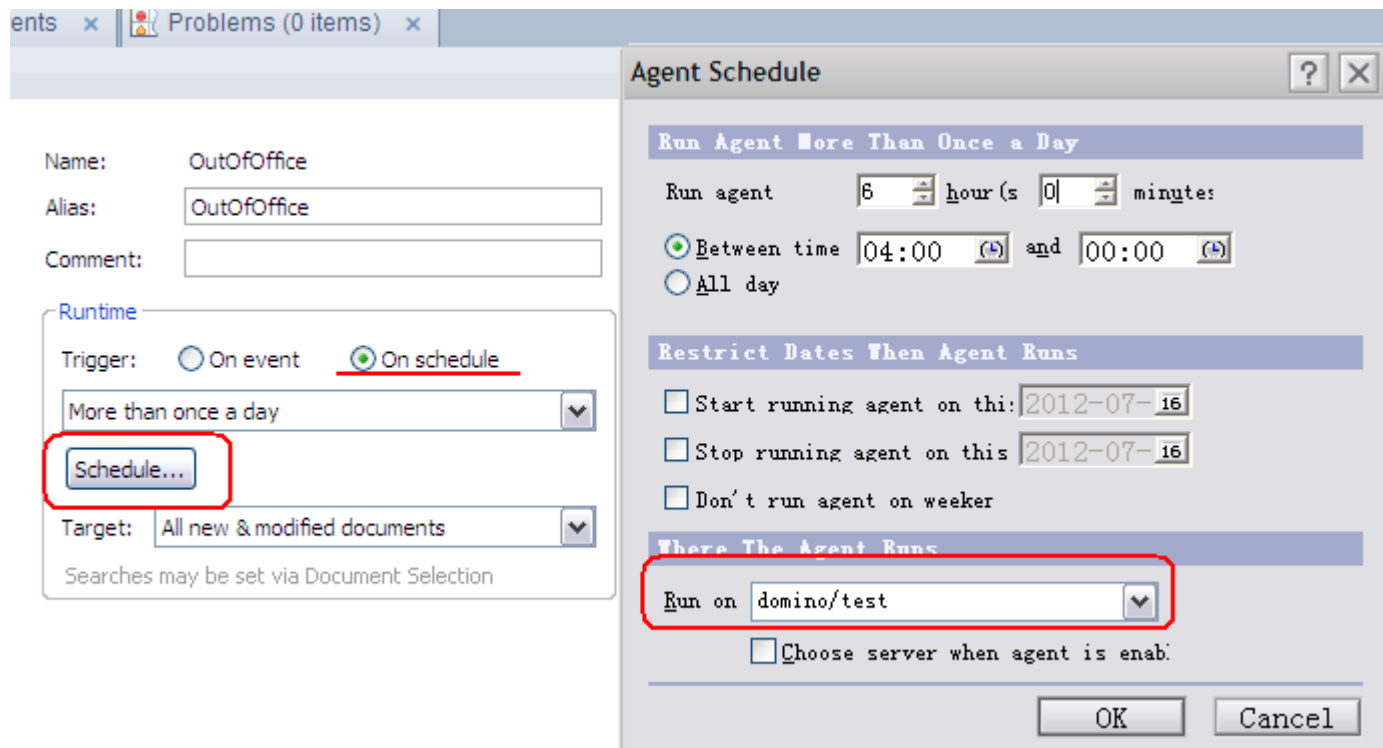 ents
Problems (0 items)
Name: OutOfOffice
Alias: OutOfOffice
Comment:
Runtime
Trigger: On event On schedule
More than once a day
Schedule...
Target: All new & modified documents
Searches may be set via Document Selection
Agent Schedule
Run Agent More Than Once a Day
Run agent 6 hour(s 0 minutes
Between time 04:00 and 00:00
All day
Restrict Dates When Agent Runs
Start running agent on thi: 2012-07- 16
Stop running agent on this 2012-07- 16
Don't run agent on weeker
Where The Agent Runs
Run on domino/test
Choose server when agent is enab
OK Cancel